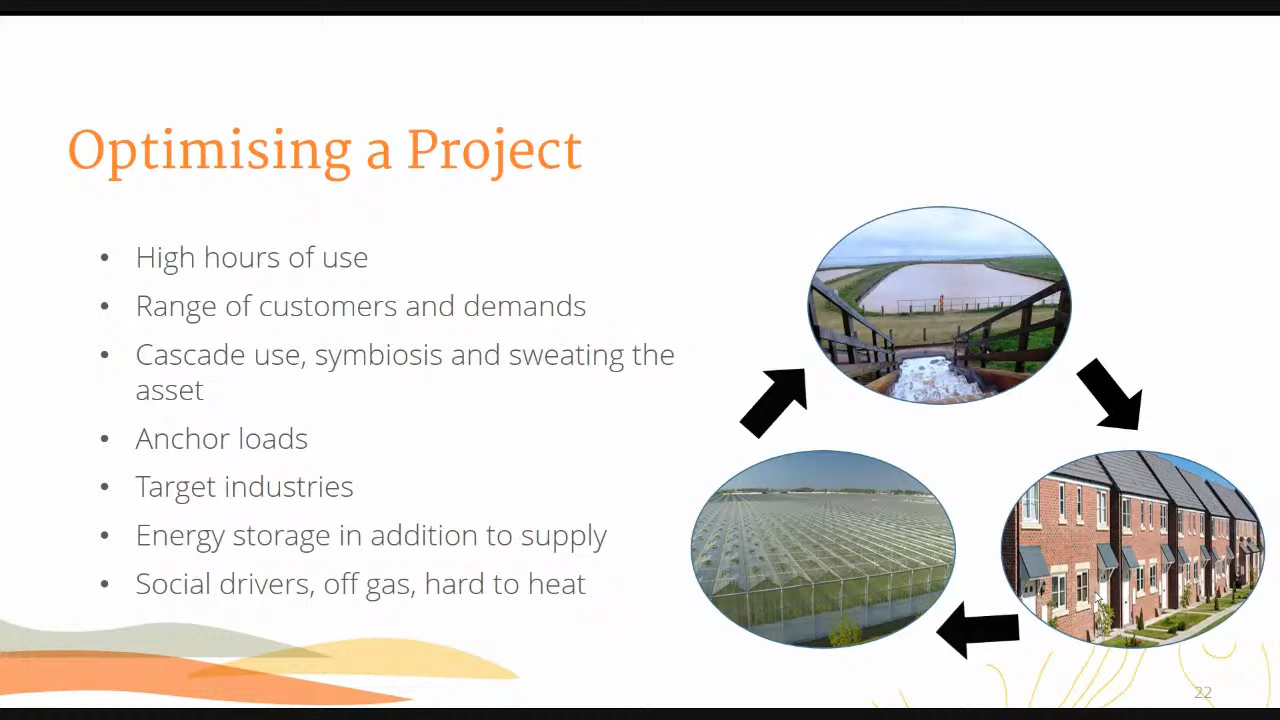 Optimising a Project
• High hours of use
• Range of customers and demands
• Cascade use, symbiosis and sweating the
asset
• Anchor loads
• Target industries
• Energy storage in addition to supply
• Social drivers, off gas, hard to heat
22